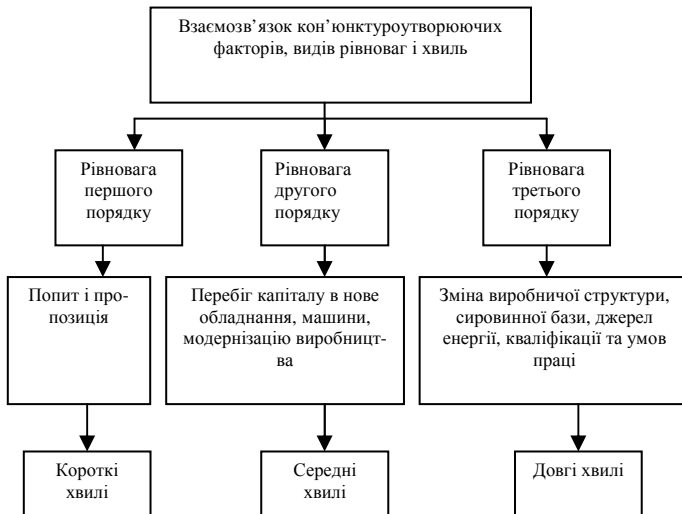 Взаємозв’язок кон’юнктуроутворюючих
факторів, видів рівноваг і хвиль
Рівновага
першого
порядку
Рівновага
другого
порядку
Рівновага
третього
порядку
Попит і про-
позиція
Перебіг капіталу в нове
обладнання, машини,
модернізацію виробницт-
ва
Зміна виробничої структури,
сировинної бази, джерел
енергії, кваліфікації та умов
праці
Короткі
хвилі
Середні
хвилі
Довгі хвилі